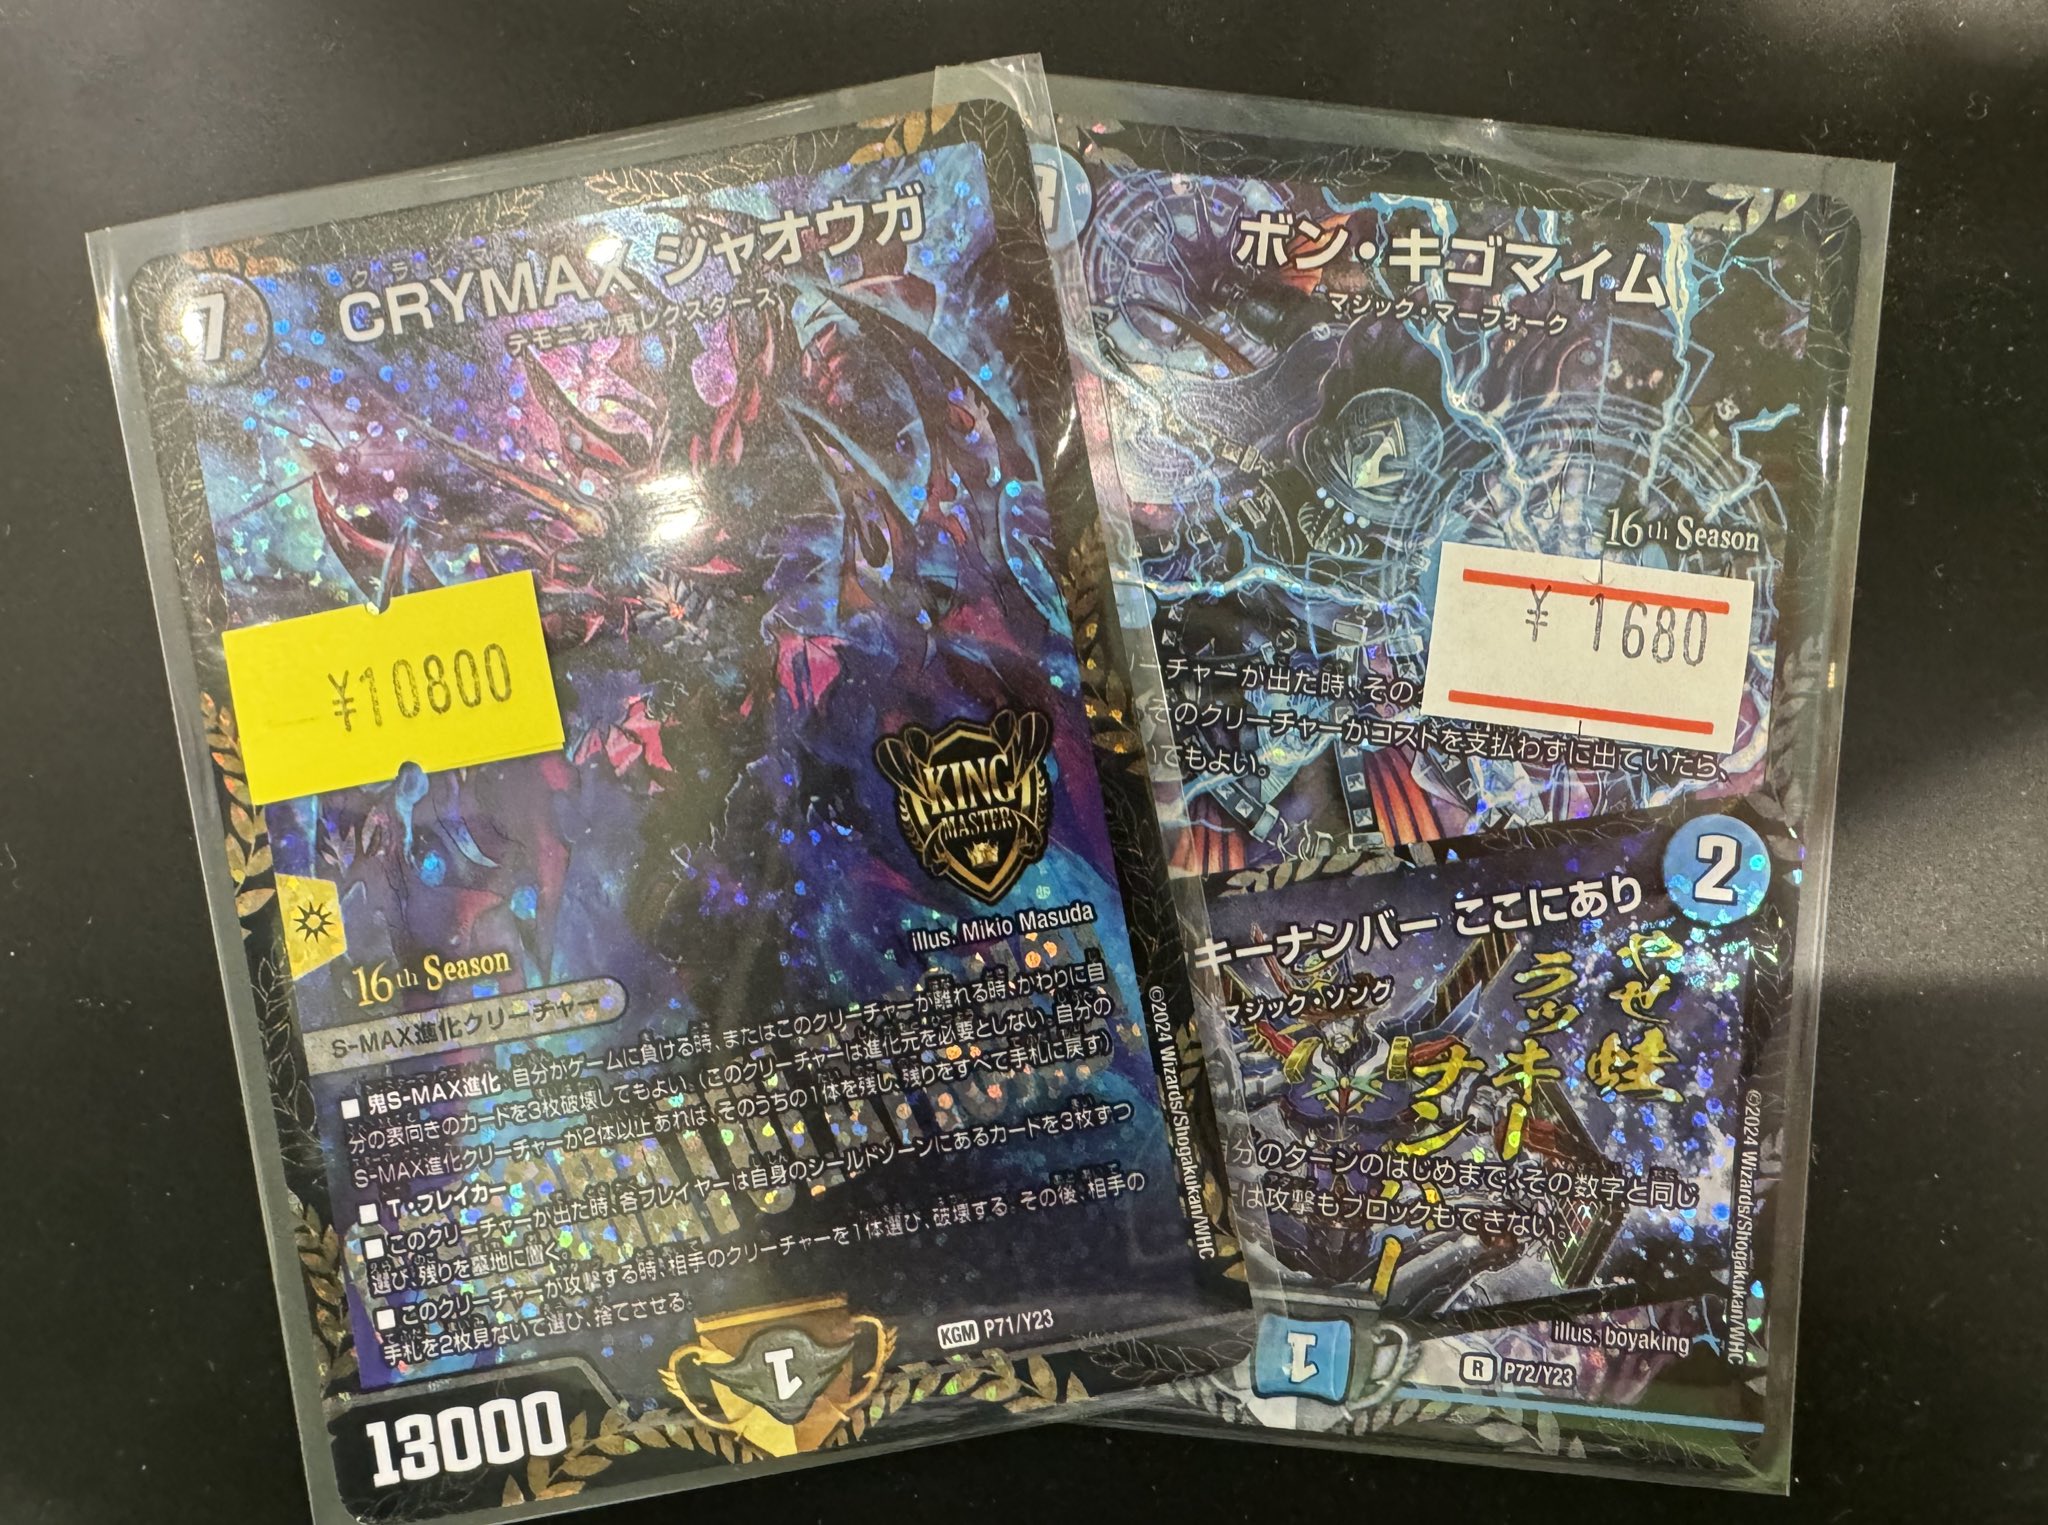 7
クライマックス
CRYMAX ジャオウガ
デモニオ/鬼レクスターズ
¥10800
KING
MASTER
illus. Mikio Masuda
16th Season
S-MAX進化クリーチャー
■ 鬼S-MAX進化:自分がゲームに負ける時、またはこのクリーチャーが離れる時、かわりに自
分の表向きのカードを3枚破壊してもよい。(このクリーチャーは進化元を必要としない。自分の
S-MAX進化クリーチャーが2体以上あれば、そのうちの1体を残し、残りをすべて手札に戻す)
■ T・ブレイカー
■ このクリーチャーが出た時、各プレイヤーは自身のシールドゾーンにあるカードを3枚ずつ
選び、残りを墓地に置く。
■ このクリーチャーが攻撃する時、相手のクリーチャーを1体選び、破壊する。その後、相手の
手札を2枚見ないで選び、捨てさせる。
©2024 Wizards/Shogakukan/WHC
KGM P71/Y23
1
13000
ボン・キゴマイム
マジック・マーフォーク
16th Season
¥ 1680
リーチャーが出た時、その
そのクリーチャーがコストを支払わずに出ていたら、
いてもよい。
2
キーナンバー ここにあり
マジック・ソング
やせ蛙
ラッキー
ナンバー
分のターンのはじめまで、その数字と同じ
は攻撃もブロックもできない。
illus. boyaking
R P72/Y23
1
©2024 Wizards/Shogakukan/WHC